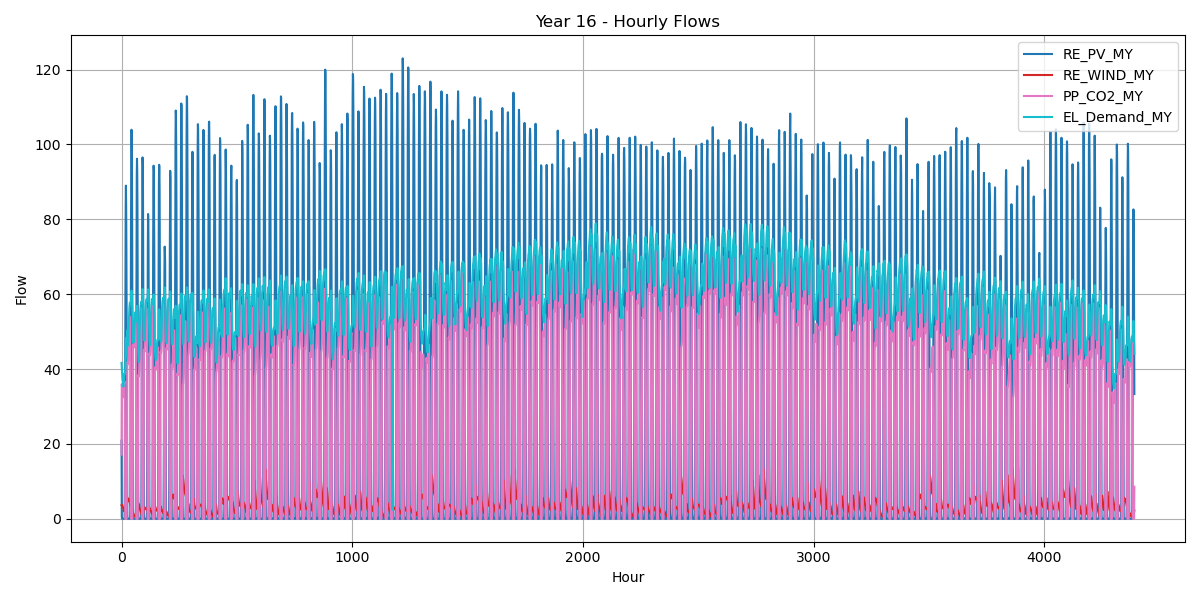 Year 16 - Hourly Flows
RE_PV_MY
RE_WIND_MY
PP_CO2_MY
EL_Demand_MY
120
100
80
60
40
20
0
Flow
0 1000 2000 3000 4000
Hour